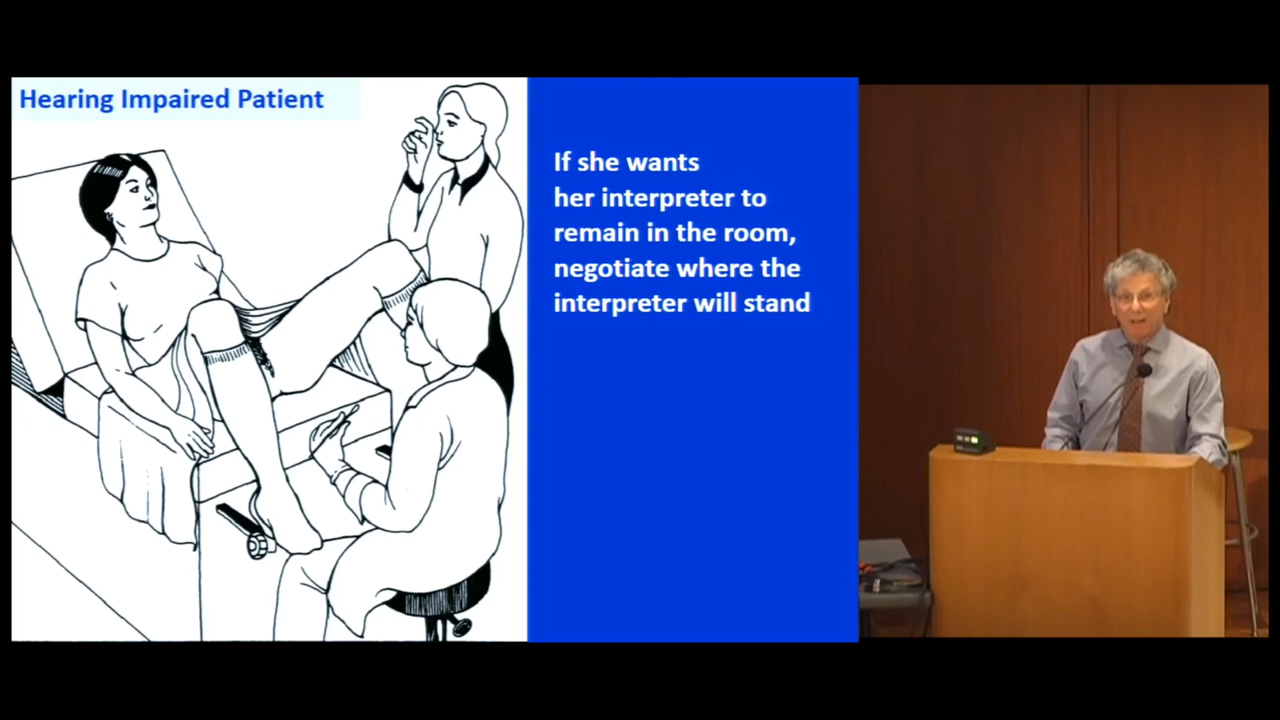 Hearing Impaired Patient
If she wants
her interpreter to
remain in the room,
negotiate where the
interpreter will stand